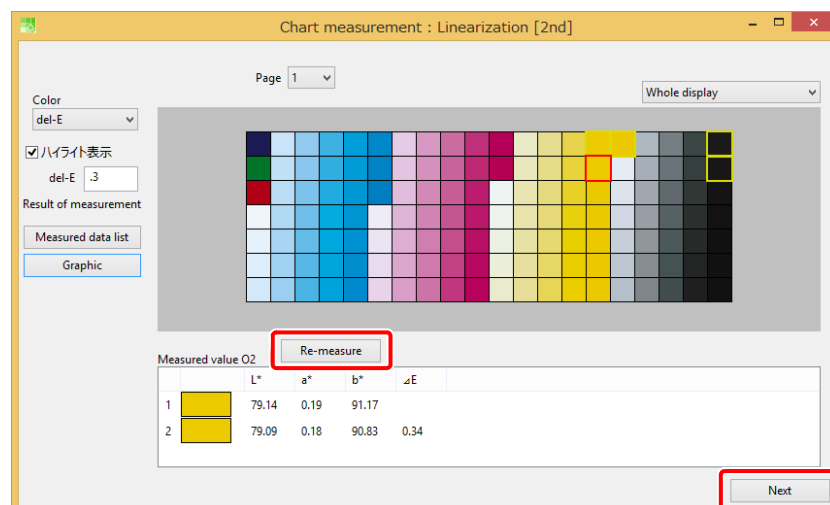 Chart measurement : Linearization [2nd]
Page 1
Whole display
Color
del-E
ハイライト表示
del-E .3
Result of measurement
Measured data list
Graphic
Measured value O2 Re-measure
L* a* b* ⊿E
1 79.14 0.19 91.17
2 79.09 0.18 90.83 0.34
Next